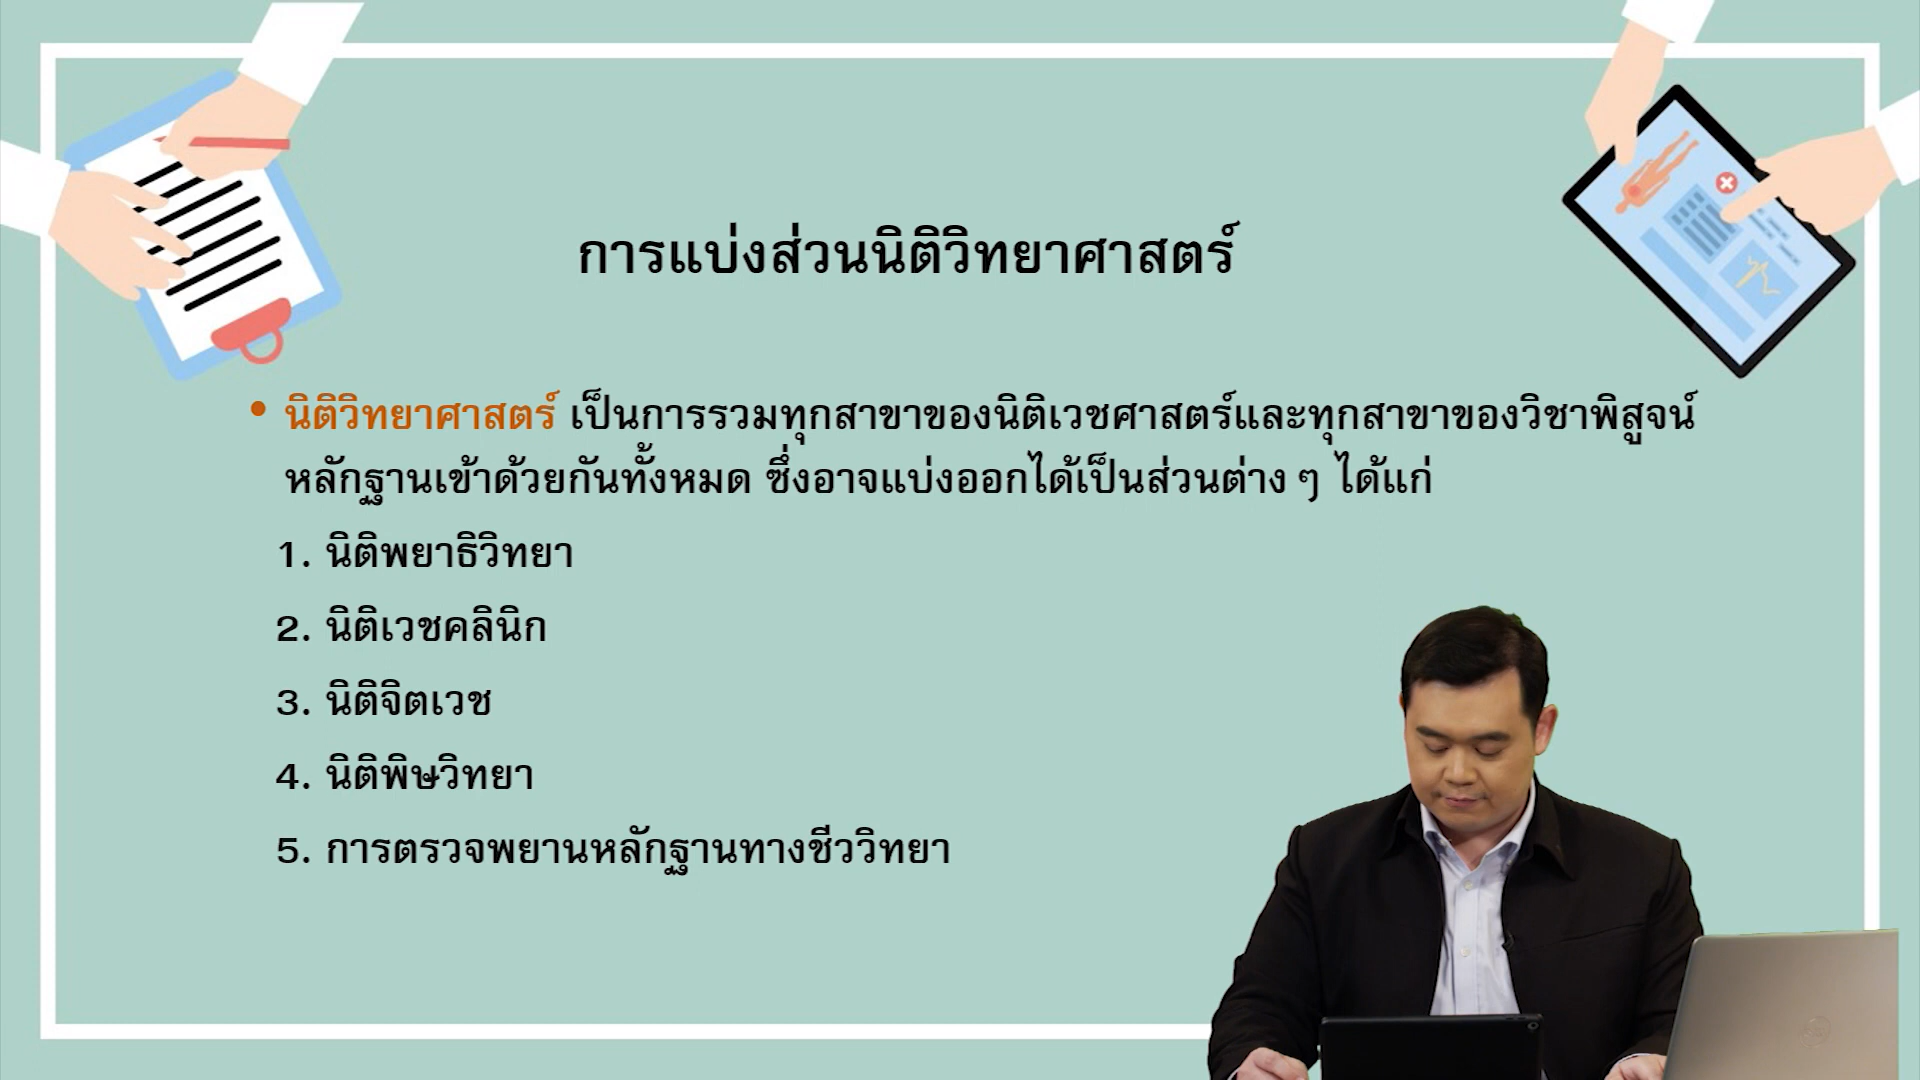 การแบ่งส่วนนิติวิทยาศาสตร์
• นิติวิทยาศาสตร์ เป็นการรวมทุกสาขาของนิติเวชศาสตร์และทุกสาขาของวิชาพิสูจน์
หลักฐานเข้าด้วยกันทั้งหมด ซึ่งอาจแบ่งออกได้เป็นส่วนต่าง ๆ ได้แก่
1. นิติพยาธิวิทยา
2. นิติเวชคลินิก
3. นิติจิตเวช
4. นิติพิษวิทยา
5. การตรวจพยานหลักฐานทางชีววิทยา